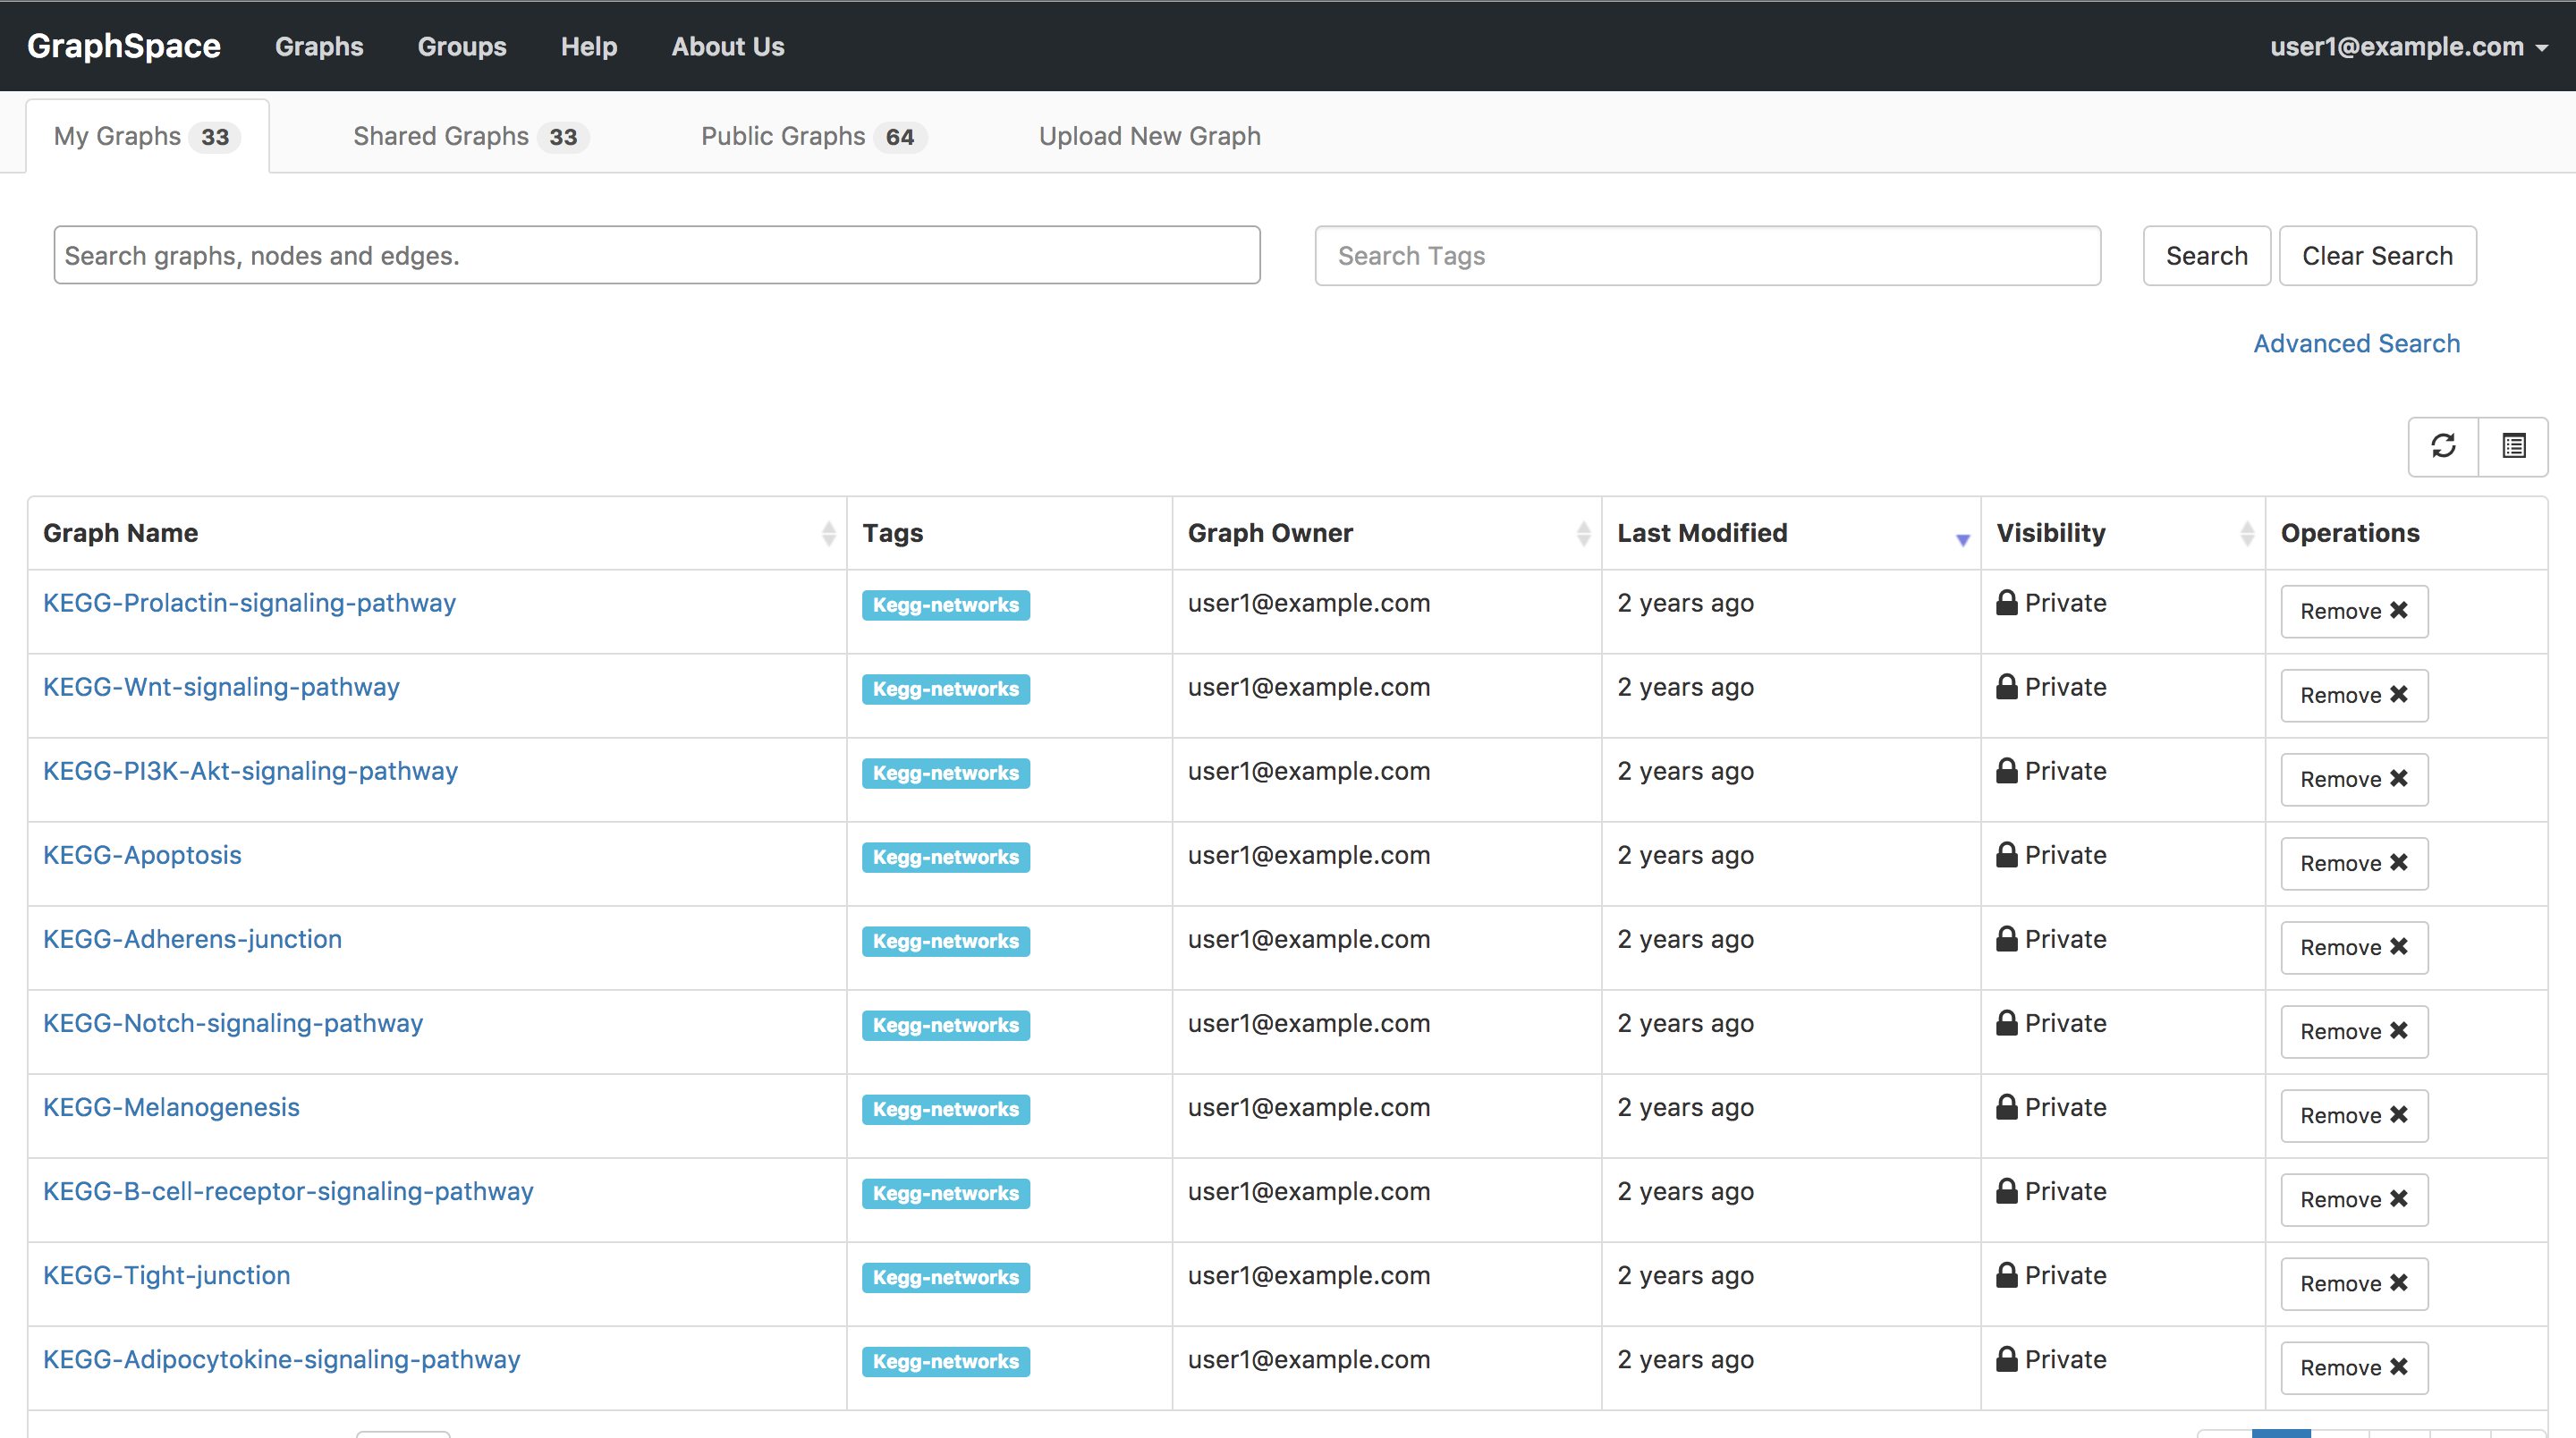 GraphSpace Graphs Groups Help About Us user1@example.com
My Graphs 33 Shared Graphs 33 Public Graphs 64 Upload New Graph
Search graphs, nodes and edges. Search Tags Search Clear Search
Advanced Search
Graph Name Tags Graph Owner Last Modified Visibility Operations
KEGG-Prolactin-signaling-pathway Kegg-networks user1@example.com 2 years ago Private Remove
KEGG-Wnt-signaling-pathway Kegg-networks user1@example.com 2 years ago Private Remove
KEGG-PI3K-Akt-signaling-pathway Kegg-networks user1@example.com 2 years ago Private Remove
KEGG-Apoptosis Kegg-networks user1@example.com 2 years ago Private Remove
KEGG-Adherens-junction Kegg-networks user1@example.com 2 years ago Private Remove
KEGG-Notch-signaling-pathway Kegg-networks user1@example.com 2 years ago Private Remove
KEGG-Melanogenesis Kegg-networks user1@example.com 2 years ago Private Remove
KEGG-B-cell-receptor-signaling-pathway Kegg-networks user1@example.com 2 years ago Private Remove
KEGG-Tight-junction Kegg-networks user1@example.com 2 years ago Private Remove
KEGG-Adipocytokine-signaling-pathway Kegg-networks user1@example.com 2 years ago Private Remove